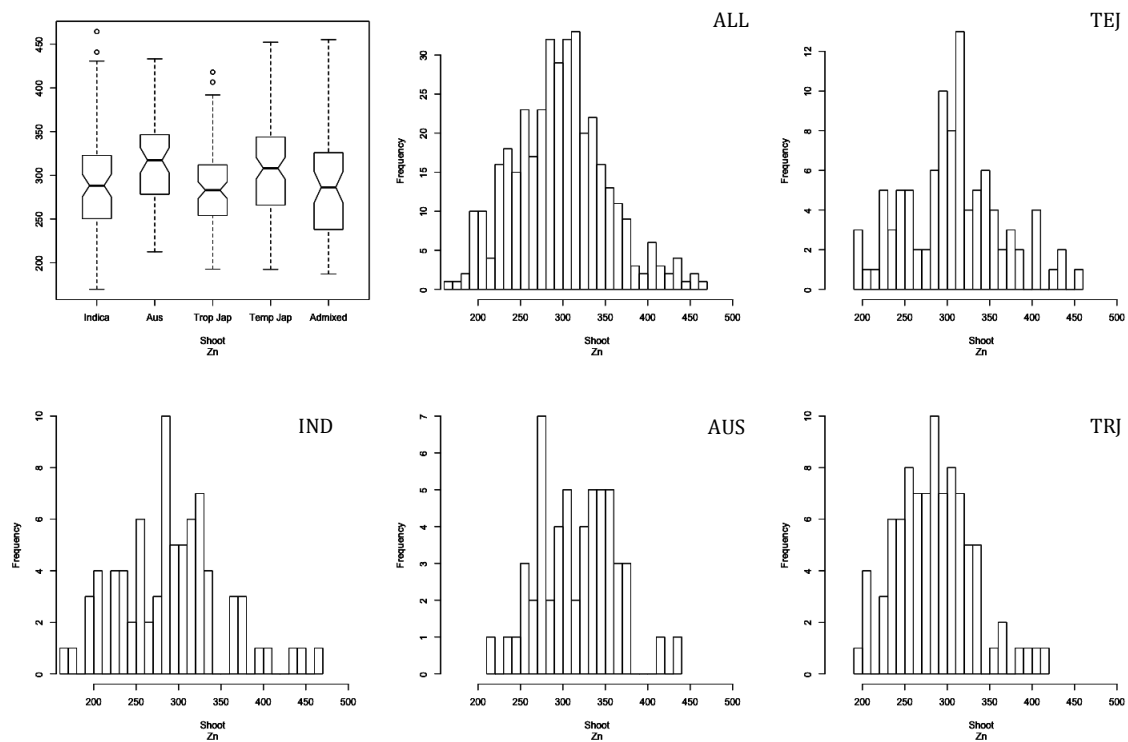 ALL
TEJ
450
400
350
300
250
200
Indica Aus Trop Jap Temp Jap Admixed
Shoot
Zn
Frequency
0 5 10 15 20 25 30
200 250 300 350 400 450 500
Shoot
Zn
Frequency
0 2 4 6 8 10 12
200 250 300 350 400 450 500
Shoot
Zn
IND
AUS
TRJ
Frequency
0 2 4 6 8 10
200 250 300 350 400 450 500
Shoot
Zn
Frequency
0 1 2 3 4 5 6 7
200 250 300 350 400 450 500
Shoot
Zn
Frequency
0 2 4 6 8 10
200 250 300 350 400 450 500
Shoot
Zn